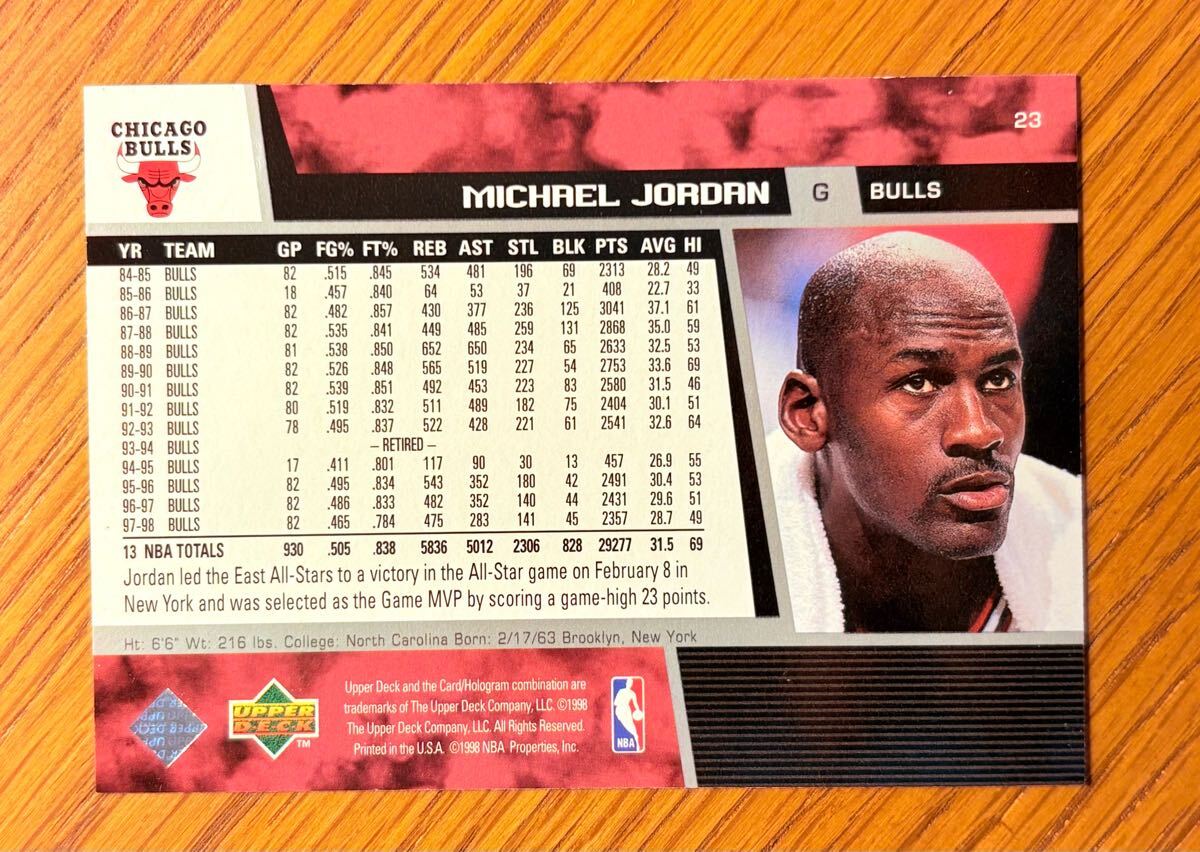 CHICAGO
BULLS
23
MICHAEL JORDAN G BULLS
YR TEAM GP FG% FT% REB AST STL BLK PTS AVG HI
84-85 BULLS 82 .515 .845 534 481 196 69 2313 28.2 49
85-86 BULLS 18 .457 .840 64 53 37 21 408 22.7 33
86-87 BULLS 82 .482 .857 430 377 236 125 3041 37.1 61
87-88 BULLS 82 .535 .841 449 485 259 131 2868 35.0 59
88-89 BULLS 81 .538 .850 652 650 234 65 2633 32.5 53
89-90 BULLS 82 .526 .848 565 519 227 54 2753 33.6 69
90-91 BULLS 82 .539 .851 492 453 223 83 2580 31.5 46
91-92 BULLS 80 .519 .832 511 489 182 75 2404 30.1 51
92-93 BULLS 78 .495 .837 522 428 221 61 2541 32.6 64
93-94 BULLS – RETIRED –
94-95 BULLS 17 .411 .801 117 90 30 13 457 26.9 55
95-96 BULLS 82 .495 .834 543 352 180 42 2491 30.4 53
96-97 BULLS 82 .486 .833 482 352 140 44 2431 29.6 51
97-98 BULLS 82 .465 .784 475 283 141 45 2357 28.7 49
13 NBA TOTALS 930 .505 .838 5836 5012 2306 828 29277 31.5 69
Jordan led the East All-Stars to a victory in the All-Star game on February 8 in
New York and was selected as the Game MVP by scoring a game-high 23 points.
Ht: 6'6" Wt: 216 lbs. College: North Carolina Born: 2/17/63 Brooklyn, New York
UPPER
DECK
TM
Upper Deck and the Card/Hologram combination are
trademarks of The Upper Deck Company, LLC. ©1998
The Upper Deck Company, LLC. All Rights Reserved.
Printed in the U.S.A. ©1998 NBA Properties, Inc.
NBA